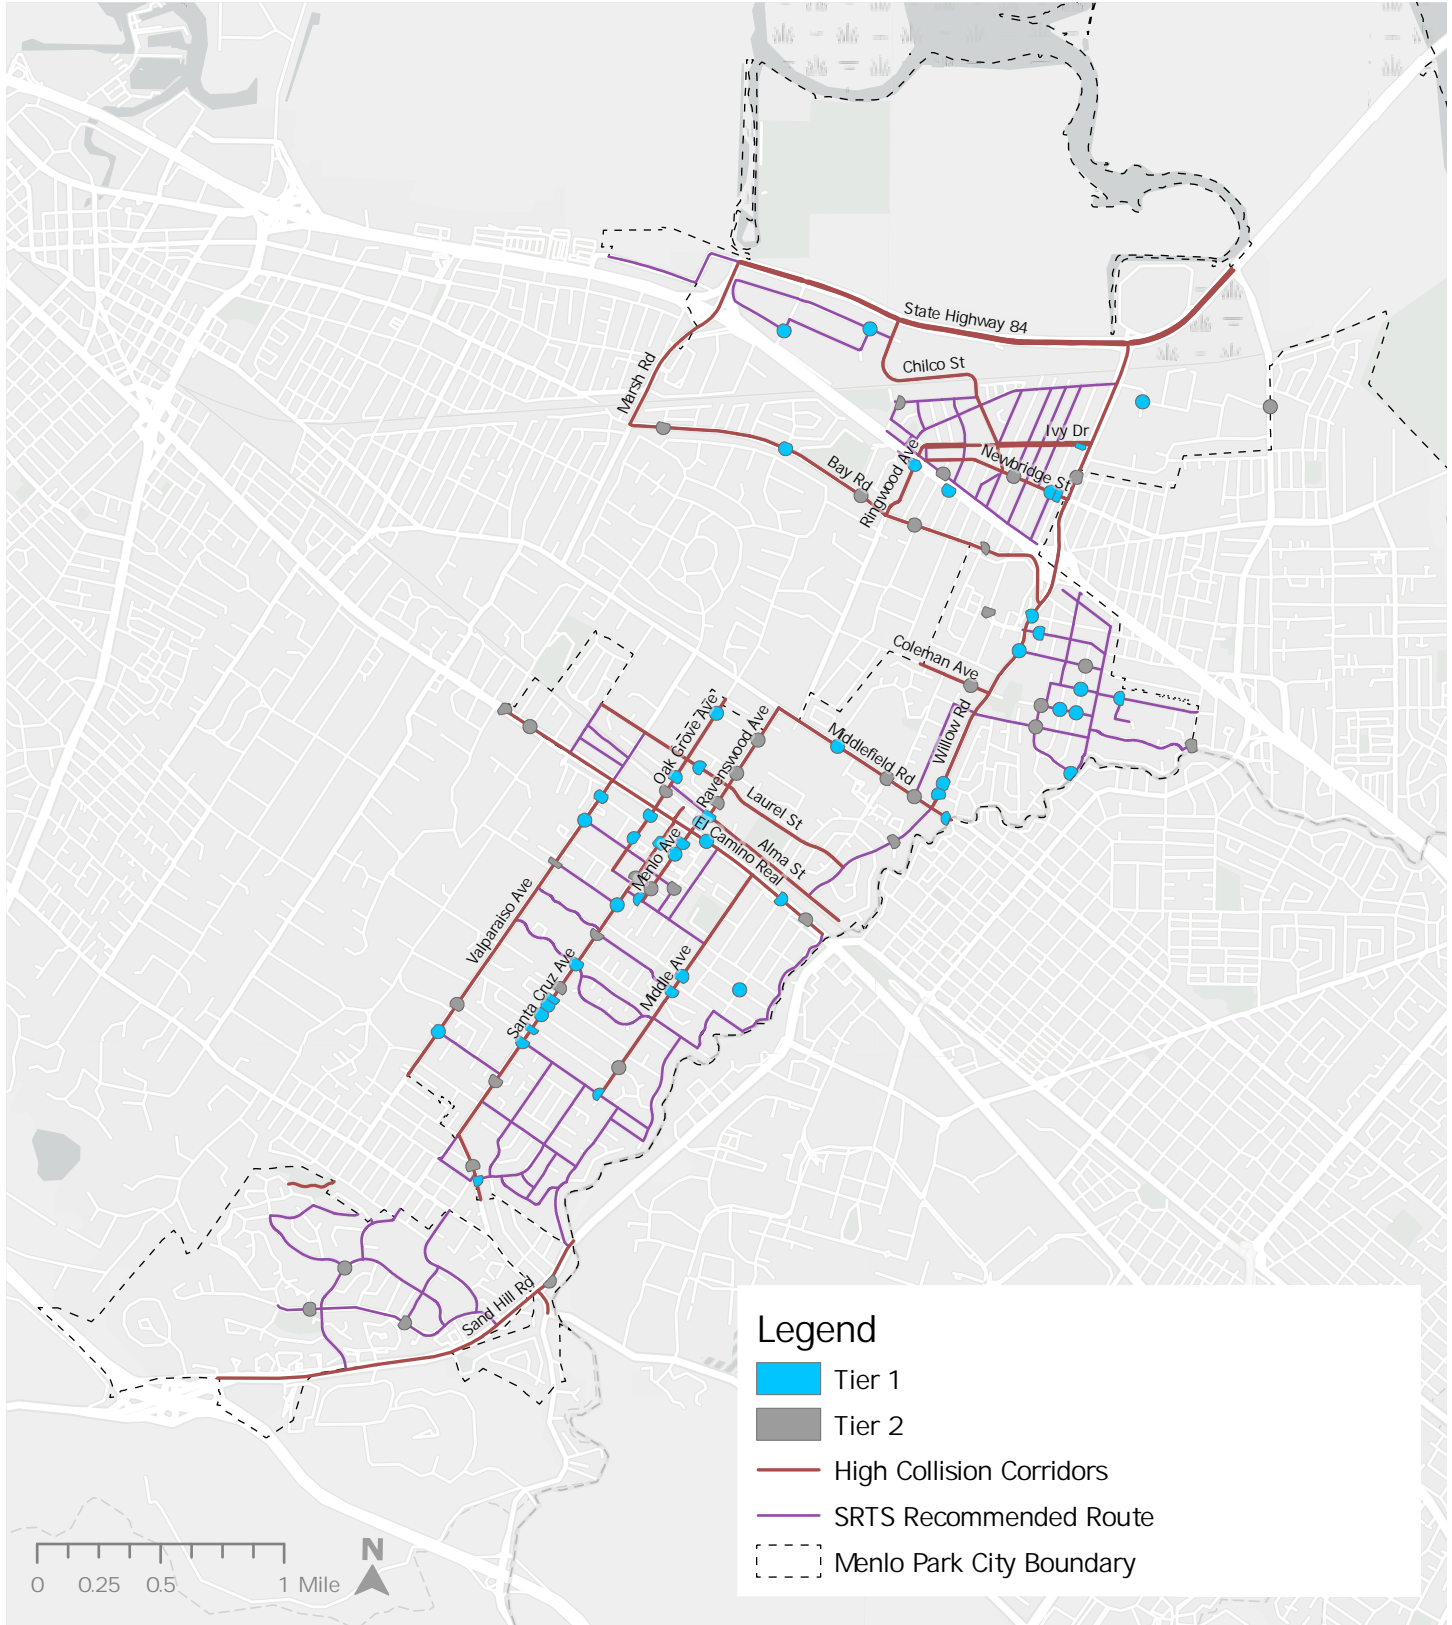 State Highway 84
Chilco St
Marsh Rd
Ivy Dr
Newbridge St
Ringwood Ave
Bay Rd
Coleman Ave
Willow Rd
Middlefield Rd
Oak Grove Ave
Ravenswood Ave
Laurel St
El Camino Real
Alma St
Menlo Ave
Valparaiso Ave
Santa Cruz Ave
Middle Ave
Sand Hill Rd
Legend
Tier 1
Tier 2
High Collision Corridors
SRTS Recommended Route
Menlo Park City Boundary
N
0 0.25 0.5 1 Mile